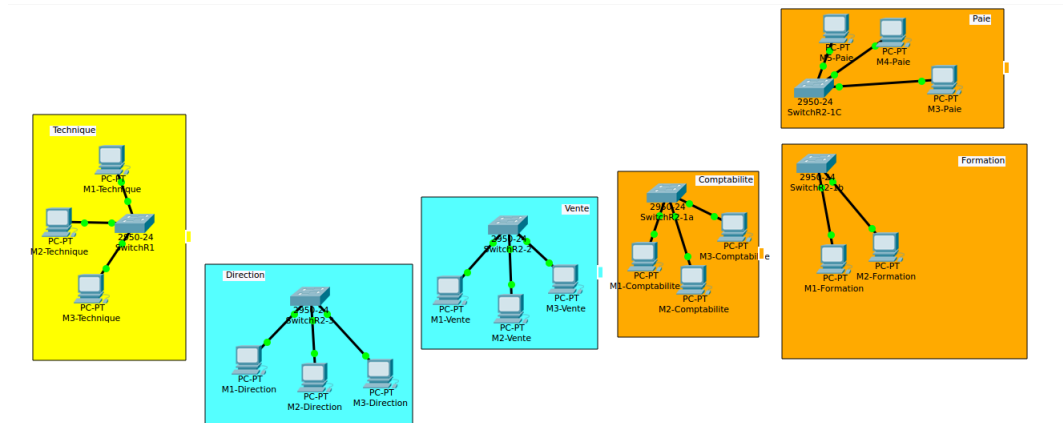 Paie
PC-PT
M5-Paie
PC-PT
M4-Paie
PC-PT
M3-Paie
2950-24
SwitchR2-1C
Technique
PC-PT
M1-Technique
PC-PT
M2-Technique
2950-24
SwitchR1
PC-PT
M3-Technique
Direction
2950-24
SwitchR2-3
PC-PT
M1-Direction
PC-PT
M2-Direction
PC-PT
M3-Direction
Vente
2950-24
SwitchR2-2
PC-PT
M1-Vente
PC-PT
M2-Vente
PC-PT
M3-Vente
Comptabilite
2950-24
SwitchR2-1a
PC-PT
M3-Comptabilite
PC-PT
M1-Comptabilite
PC-PT
M2-Comptabilite
Formation
2950-24
SwitchR2-1b
PC-PT
M2-Formation
PC-PT
M1-Formation